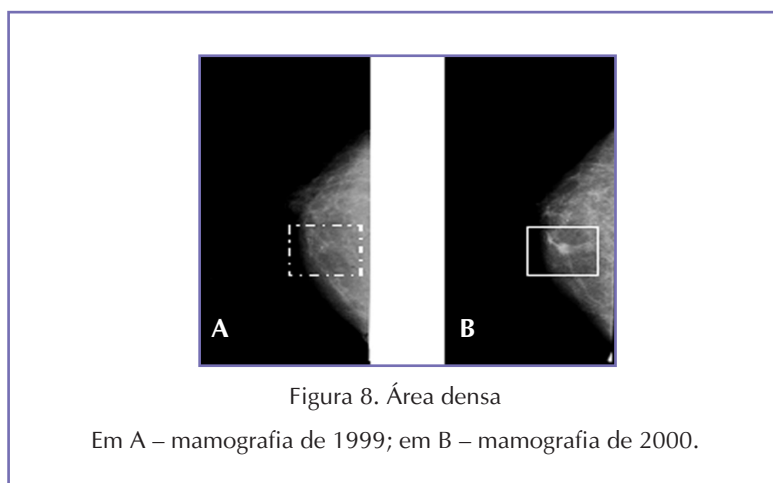 A
B
Figura 8. Área densa
Em A – mamografia de 1999; em B – mamografia de 2000.